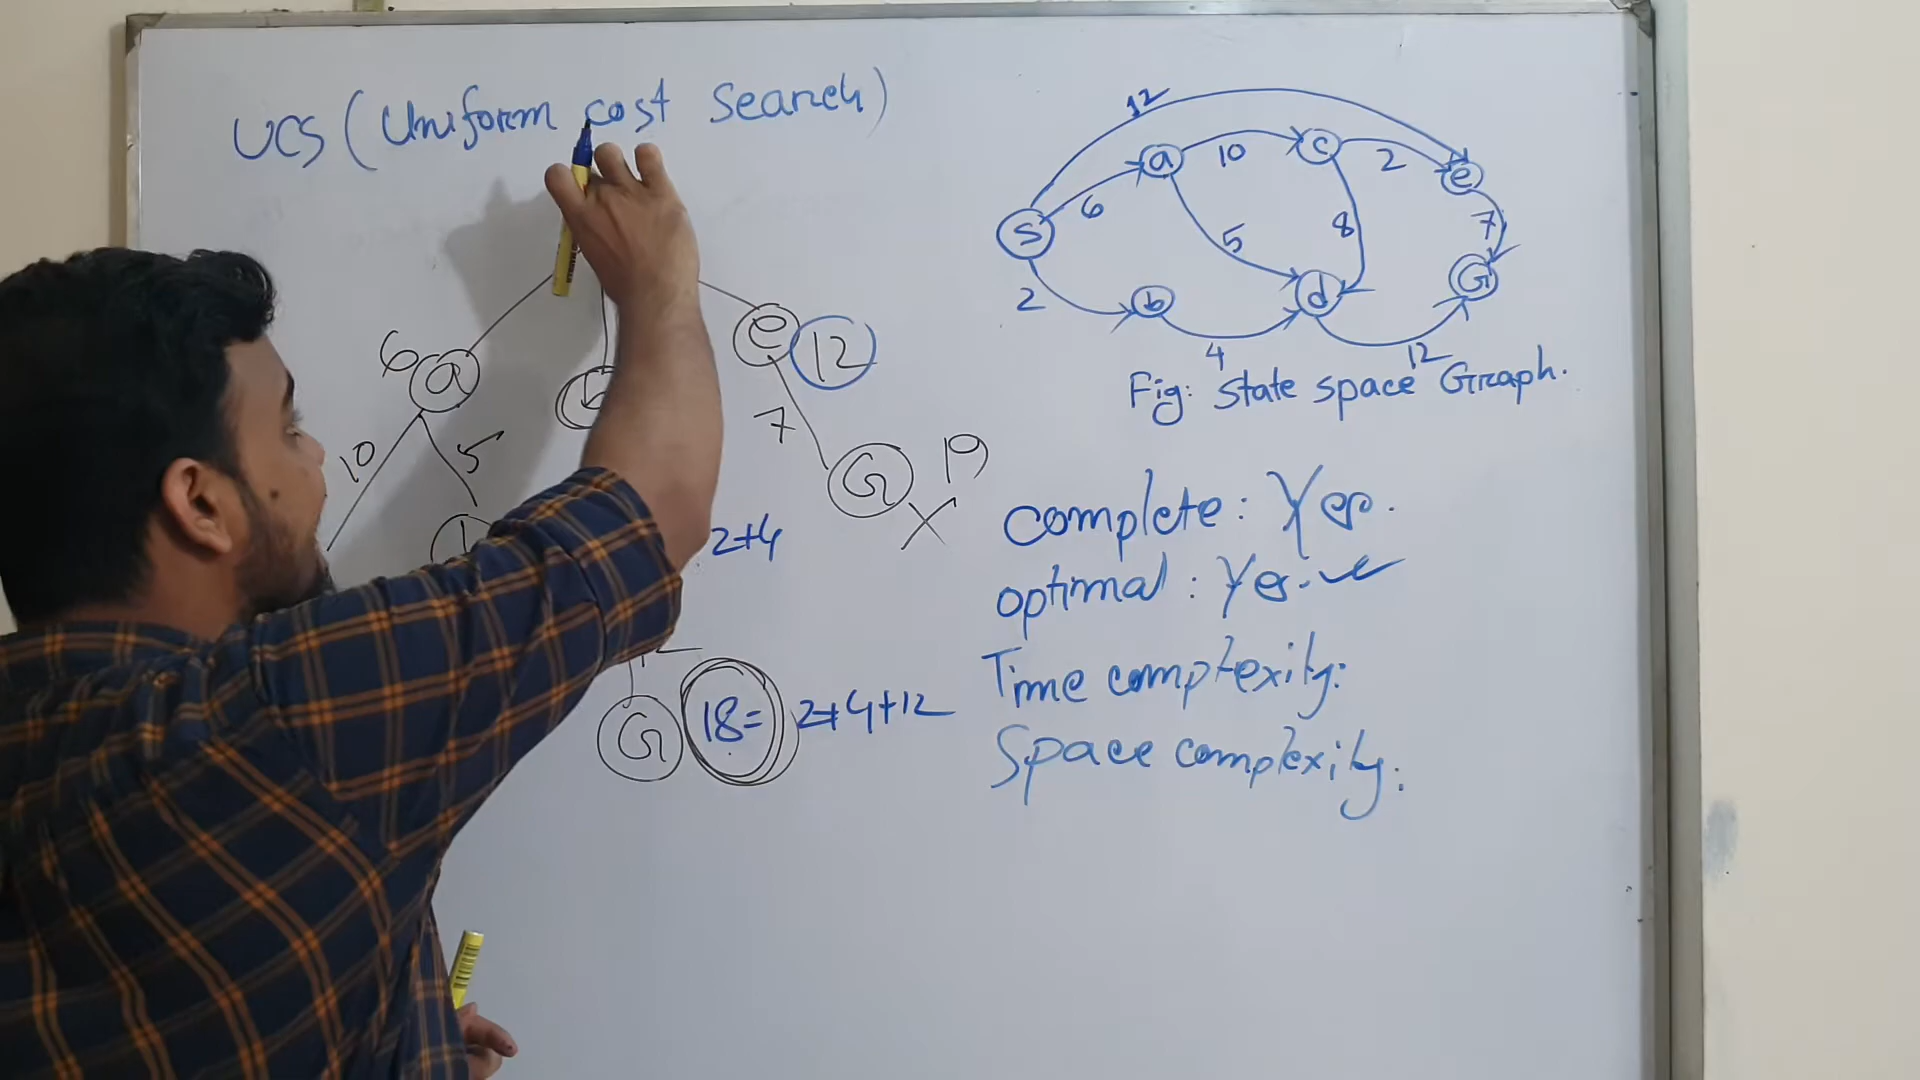 UCS (Uniform cost Search)
6 a
b
e 12
10
5
7
G 19
2+4
G 18= 2+4+12
12
a 10 c 2 e
6
S
5 8 7
2 b d G
4 12
Fig: State space Graph.
complete: Yes.
optimal: Yes.
Time complexity:
Space complexity: